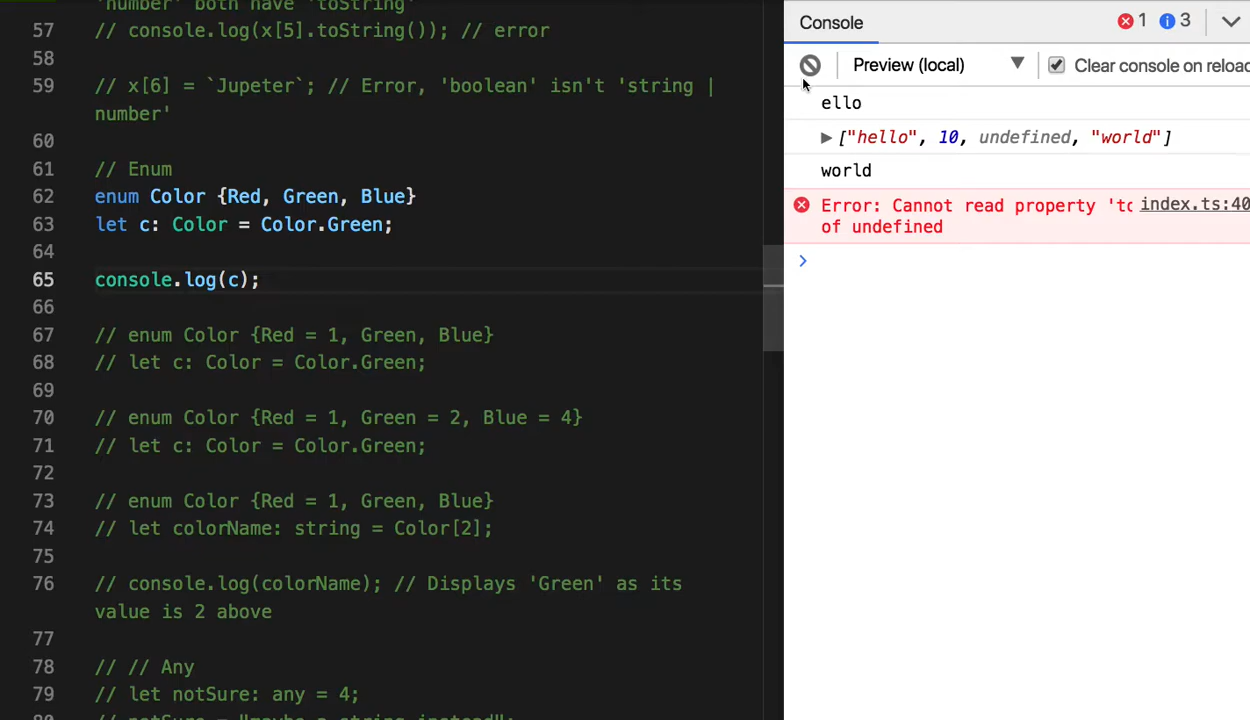 'number' both have 'toString'
57 // console.log(x[5].toString()); // error
58
59 // x[6] = `Jupeter`; // Error, 'boolean' isn't 'string |
number'
60
61 // Enum
62 enum Color {Red, Green, Blue}
63 let c: Color = Color.Green;
64
65 console.log(c);
66
67 // enum Color {Red = 1, Green, Blue}
68 // let c: Color = Color.Green;
69
70 // enum Color {Red = 1, Green = 2, Blue = 4}
71 // let c: Color = Color.Green;
72
73 // enum Color {Red = 1, Green, Blue}
74 // let colorName: string = Color[2];
75
76 // console.log(colorName); // Displays 'Green' as its
value is 2 above
77
78 // // Any
79 // let notSure: any = 4;
80 // notSure = "maybe a string instead";
Console 1 3
Preview (local) Clear console on reload
ello
["hello", 10, undefined, "world"]
world
Error: Cannot read property 'to index.ts:40
of undefined